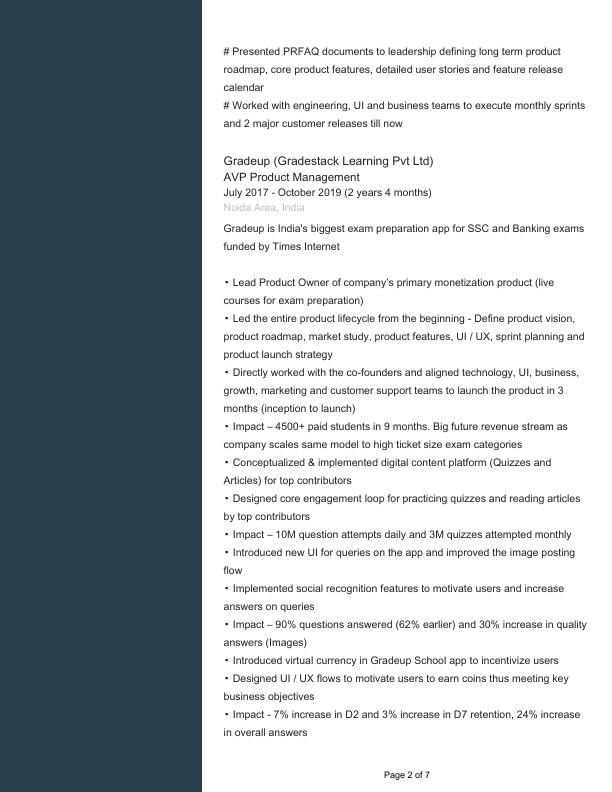 # Presented PRFAQ documents to leadership defining long term product
roadmap, core product features, detailed user stories and feature release
calendar
# Worked with engineering, UI and business teams to execute monthly sprints
and 2 major customer releases till now
Gradeup (Gradestack Learning Pvt Ltd)
AVP Product Management
July 2017 - October 2019 (2 years 4 months)
Noida Area, India
Gradeup is India's biggest exam preparation app for SSC and Banking exams
funded by Times Internet
• Lead Product Owner of company’s primary monetization product (live
courses for exam preparation)
• Led the entire product lifecycle from the beginning - Define product vision,
product roadmap, market study, product features, UI / UX, sprint planning and
product launch strategy
• Directly worked with the co-founders and aligned technology, UI, business,
growth, marketing and customer support teams to launch the product in 3
months (inception to launch)
• Impact – 4500+ paid students in 9 months. Big future revenue stream as
company scales same model to high ticket size exam categories
• Conceptualized & implemented digital content platform (Quizzes and
Articles) for top contributors
• Designed core engagement loop for practicing quizzes and reading articles
by top contributors
• Impact – 10M question attempts daily and 3M quizzes attempted monthly
• Introduced new UI for queries on the app and improved the image posting
flow
• Implemented social recognition features to motivate users and increase
answers on queries
• Impact – 90% questions answered (62% earlier) and 30% increase in quality
answers (Images)
• Introduced virtual currency in Gradeup School app to incentivize users
• Designed UI / UX flows to motivate users to earn coins thus meeting key
business objectives
• Impact - 7% increase in D2 and 3% increase in D7 retention, 24% increase
in overall answers
Page 2 of 7